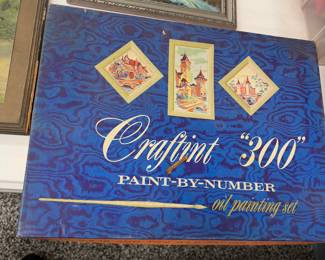 Craftint "300"
PAINT-BY-NUMBER
oil painting set